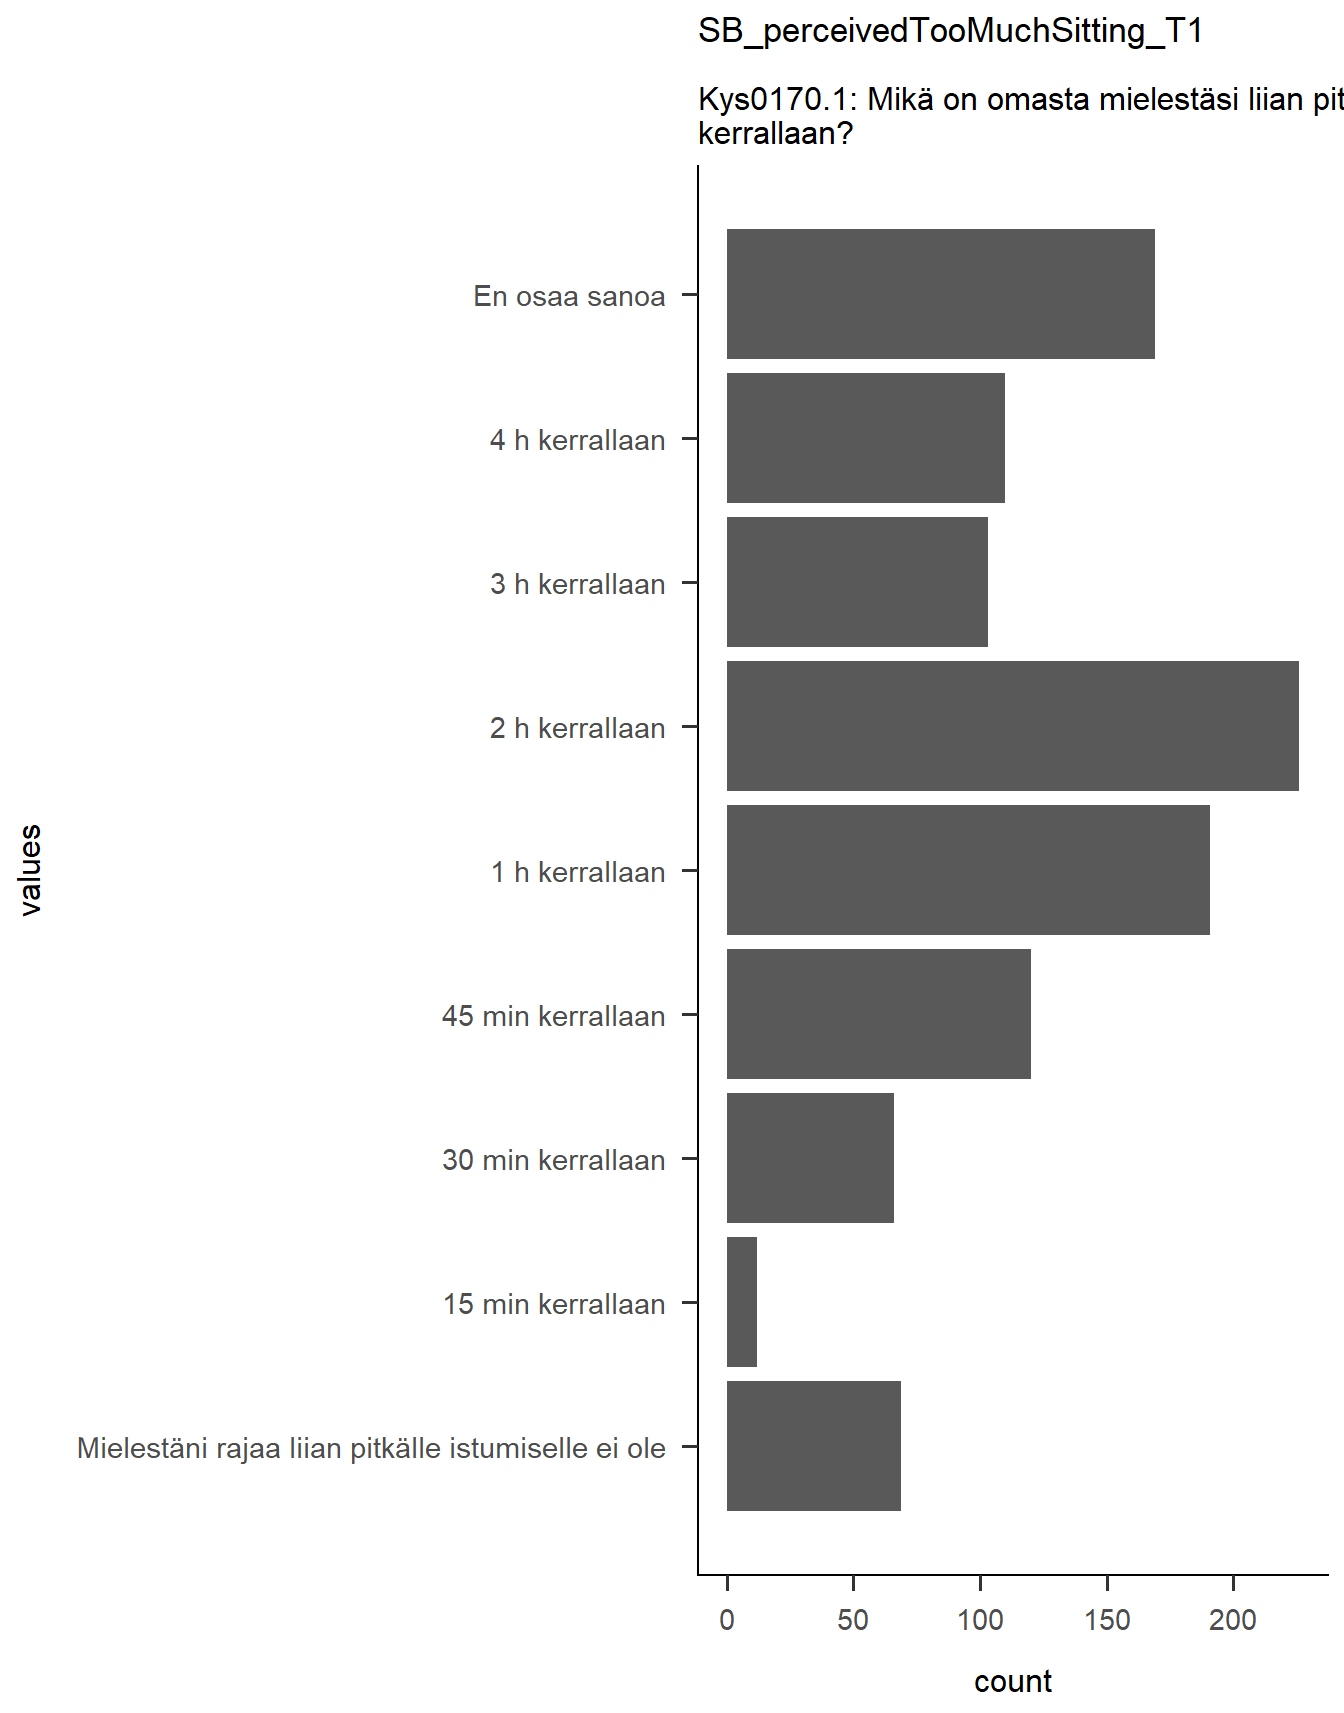 SB_perceivedTooMuchSitting_T1
Kys0170.1: Mikä on omasta mielestäsi liian
kerrallaan?
En osaa sanoa
4 h kerrallaan
3 h kerrallaan
2 h kerrallaan
1 h kerrallaan
45 min kerrallaan
30 min kerrallaan
15 min kerrallaan
Mielestäni rajaa liian pitkälle istumiselle ei ole
values
0 50 100 150 200
count